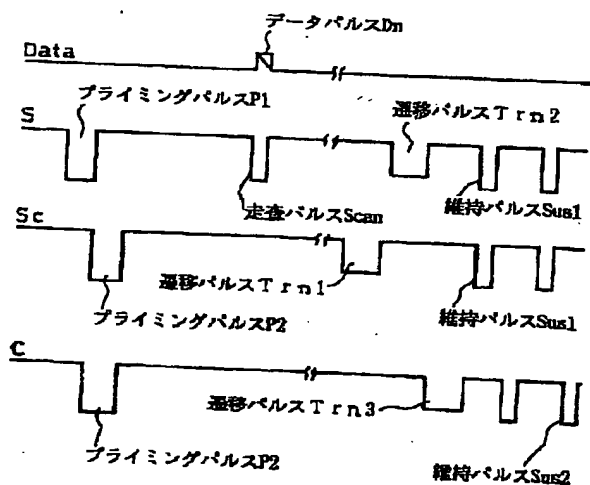 データパルスDn
Data
プライミングパルスP1
S
遷移パルスTrn2
走査パルスScan
維持パルスSus1
Sc
遷移パルスTrn1
プライミングパルスP2
維持パルスSus1
C
遷移パルスTrn3
プライミングパルスP2
維持パルスSus2